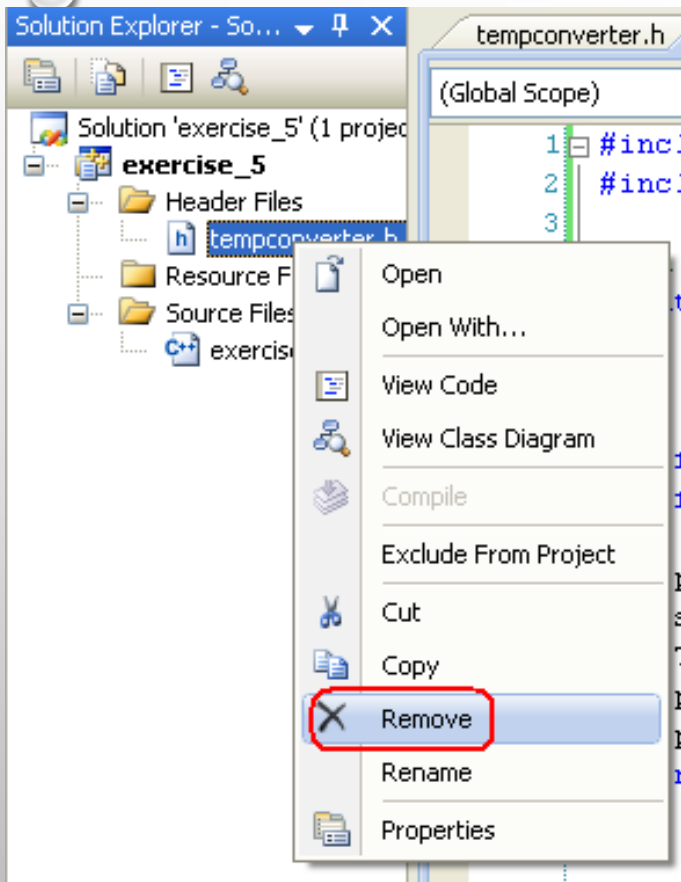 Solution Explorer - So...
tempconverter.h
(Global Scope)
Solution 'exercise_5' (1 projec
exercise_5
Header Files
tempconverter.h
Resource F
Source Files
exercise
1 #incl
2 #incl
3
Open
Open With...
View Code
View Class Diagram
Compile
Exclude From Project
Cut
Copy
Remove
Rename
Properties